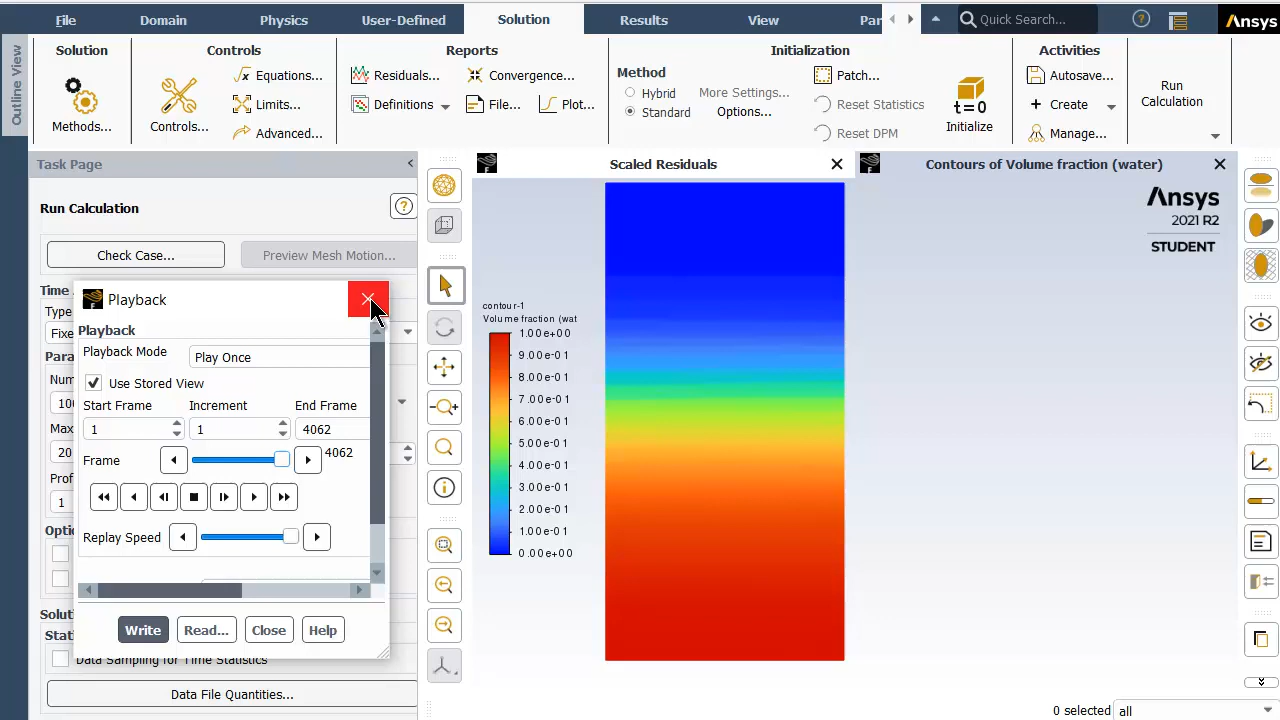 File Domain Physics User-Defined Solution Results View Par Quick Search... ? Ansys
Outline View
Solution Controls Reports Initialization Activities
Methods...
Controls...
Equations...
Limits...
Advanced...
Residuals... Convergence...
Definitions File... Plot...
Method
Hybrid
Standard
More Settings...
Options...
Patch...
Reset Statistics
Reset DPM
t=0
Initialize
Autosave...
Create
Manage...
Run
Calculation
Task Page <
Run Calculation ?
Check Case... Preview Mesh Motion...
Time
Type
Fixe
Para
Num
10
Max
20
Prof
1
Optio
Soluti
Stati
Data Sampling for Time Statistics
Data File Quantities...
Playback
Playback
Playback Mode Play Once
Use Stored View
Start Frame Increment End Frame
1 1 4062
Frame 4062
Replay Speed
Write Read... Close Help
Scaled Residuals
Contours of Volume fraction (water)
Ansys
2021 R2
STUDENT
contour-1
Volume fraction (wat
1.00e+00
9.00e-01
8.00e-01
7.00e-01
6.00e-01
5.00e-01
4.00e-01
3.00e-01
2.00e-01
1.00e-01
0.00e+00
0 selected all